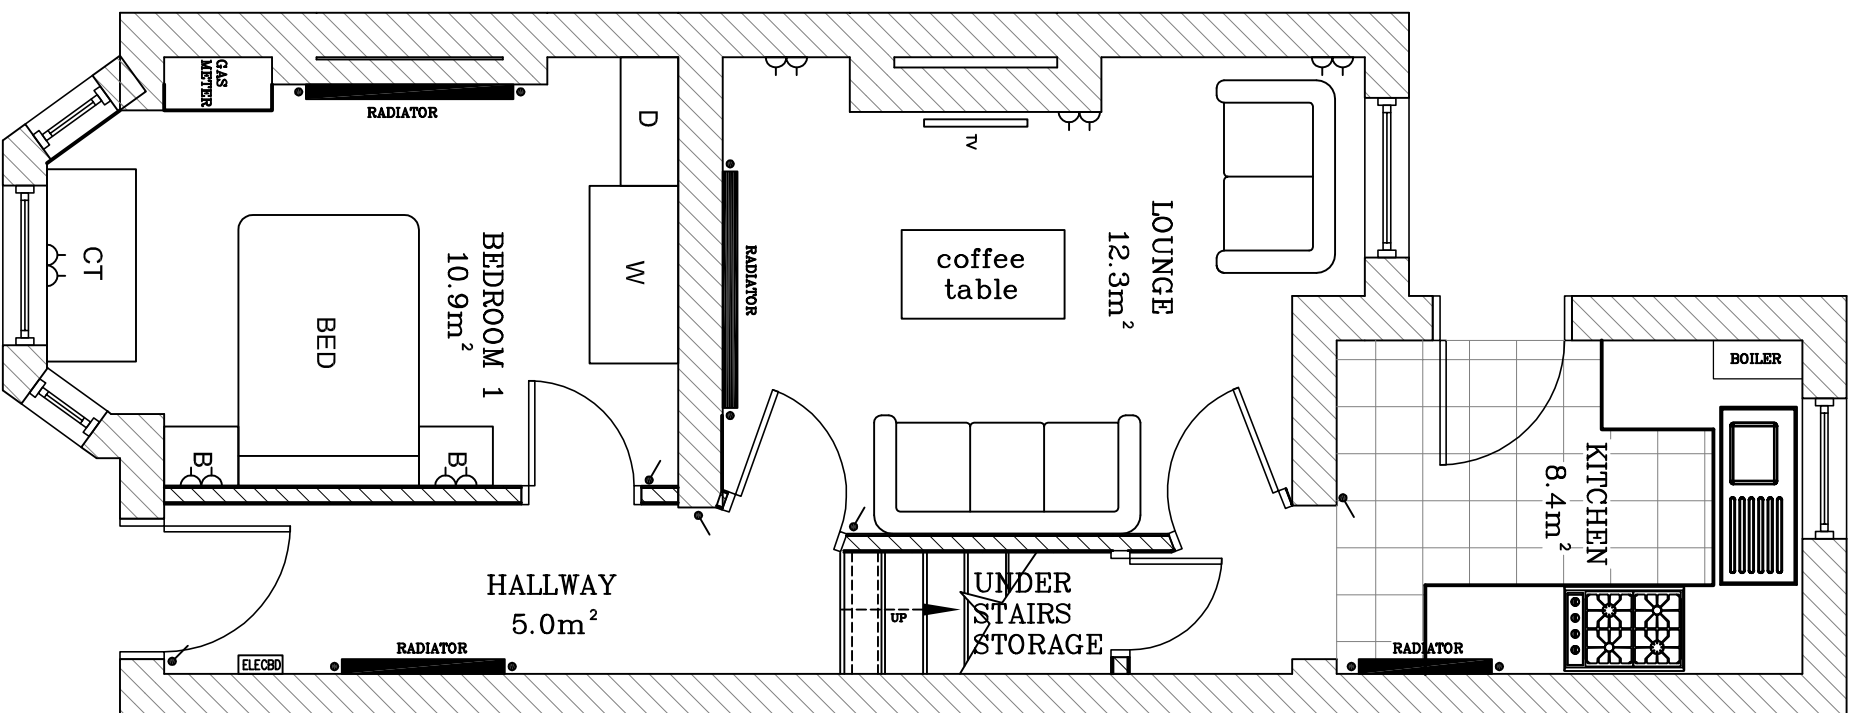 GAS
METER
RADIATOR
D
TV
CT
BED
BEDROOM 1
10.9m²
W
RADIATOR
coffee
table
LOUNGE
12.3m²
BOILER
B
B
KITCHEN
8.4m²
HALLWAY
5.0m²
UP
UNDER
STAIRS
STORAGE
ELECBD
RADIATOR
RADIATOR